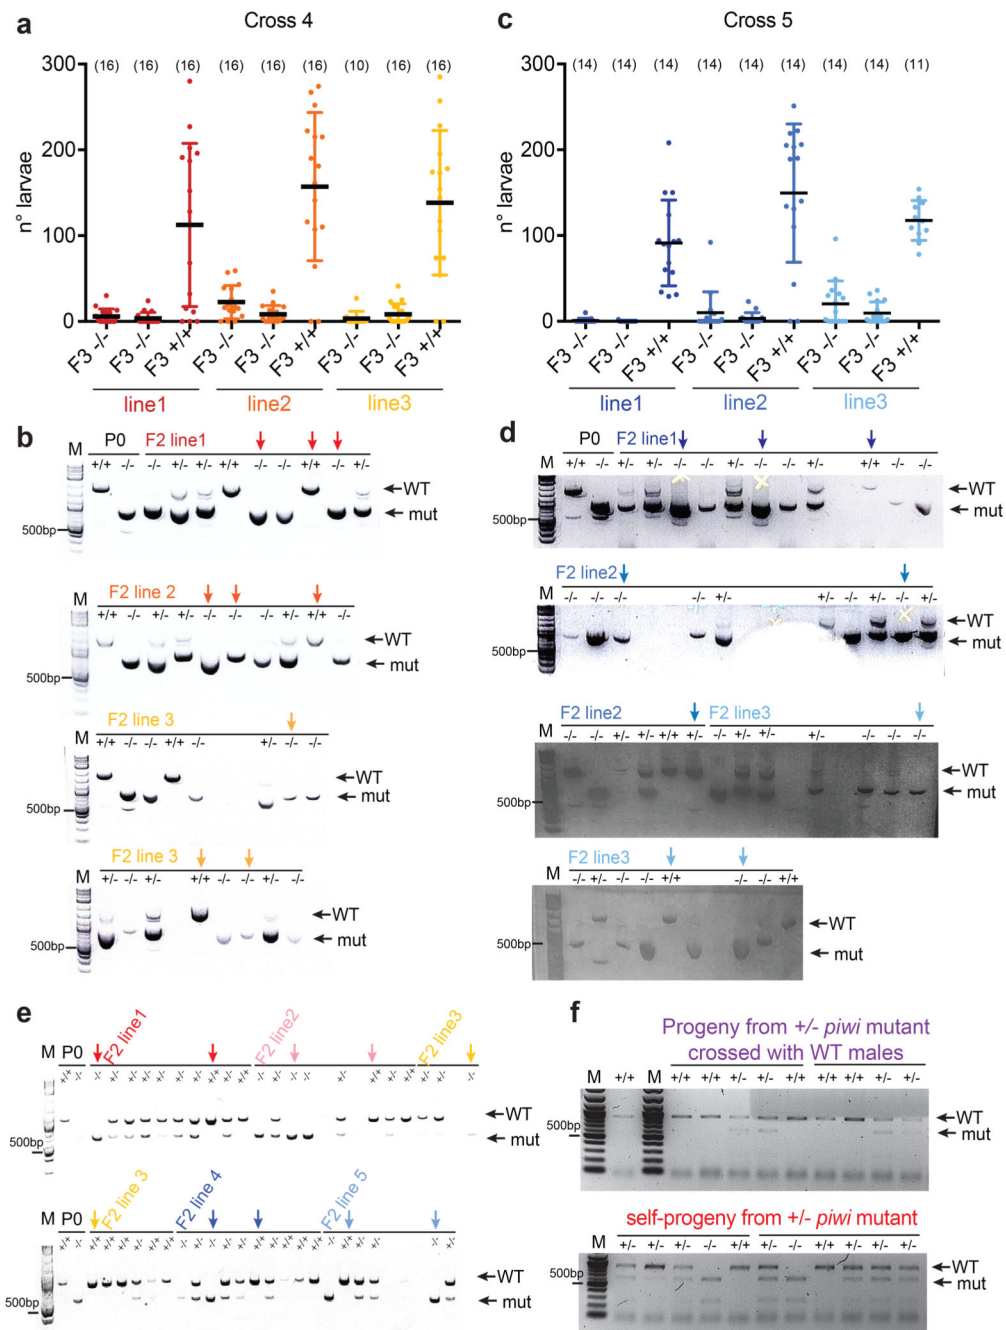 a
Cross 4
n° larvae
300
200
100
0
(16) (16) (16) (16) (16) (16) (10) (16) (16)
F3 -/- F3 -/- F3 +/+ F3 -/- F3 -/- F3 +/+ F3 -/- F3 -/- F3 +/+
line1 line2 line3
c
Cross 5
n° larvae
300
200
100
0
(14) (14) (14) (14) (14) (14) (14) (14) (11)
F3 -/- F3 -/- F3 +/+ F3 -/- F3 -/- F3 +/+ F3 -/- F3 -/- F3 +/+
line1 line2 line3
b
P0 F2 line1
M +/+ -/- -/- +/- +/- +/+ -/- -/- +/+ -/- +/-
WT
mut
500bp
F2 line 2
M +/+ -/- +/- +/- -/- -/- -/- +/- +/+ -/-
WT
mut
500bp
F2 line 3
M +/+ -/- -/- +/+ -/- +/- -/- -/-
WT
mut
500bp
F2 line 3
M +/- -/- +/- +/+ -/- -/- +/- -/-
WT
mut
500bp
d
P0 F2 line1
M +/+ -/- +/- +/- -/- -/- +/- -/- -/- +/- +/+ -/- -/-
WT
mut
500bp
F2 line2
M -/- -/- -/- -/- +/- +/- -/- +/- -/- +/-
WT
mut
500bp
F2 line2 F2 line3
M -/- -/- +/- +/- +/+ +/- -/- +/- +/- +/- -/- -/- -/-
WT
mut
500bp
F2 line3
M -/- +/- -/- -/- +/+ -/- -/- -/- +/+
WT
mut
500bp
e
M P0 F2 line1 F2 line2 F2 line3
WT
mut
500bp
M P0 F2 line 3 F2 line 4 F2 line 5
WT
mut
500bp
f
Progeny from +/- piwi mutant
crossed with WT males
M +/+ M +/+ +/+ +/- +/- +/+ +/+ +/+ +/- +/-
WT
mut
500bp
self-progeny from +/- piwi mutant
M +/- +/- +/- -/- +/+ +/- -/- +/+ +/- +/- +/-
WT
mut
500bp